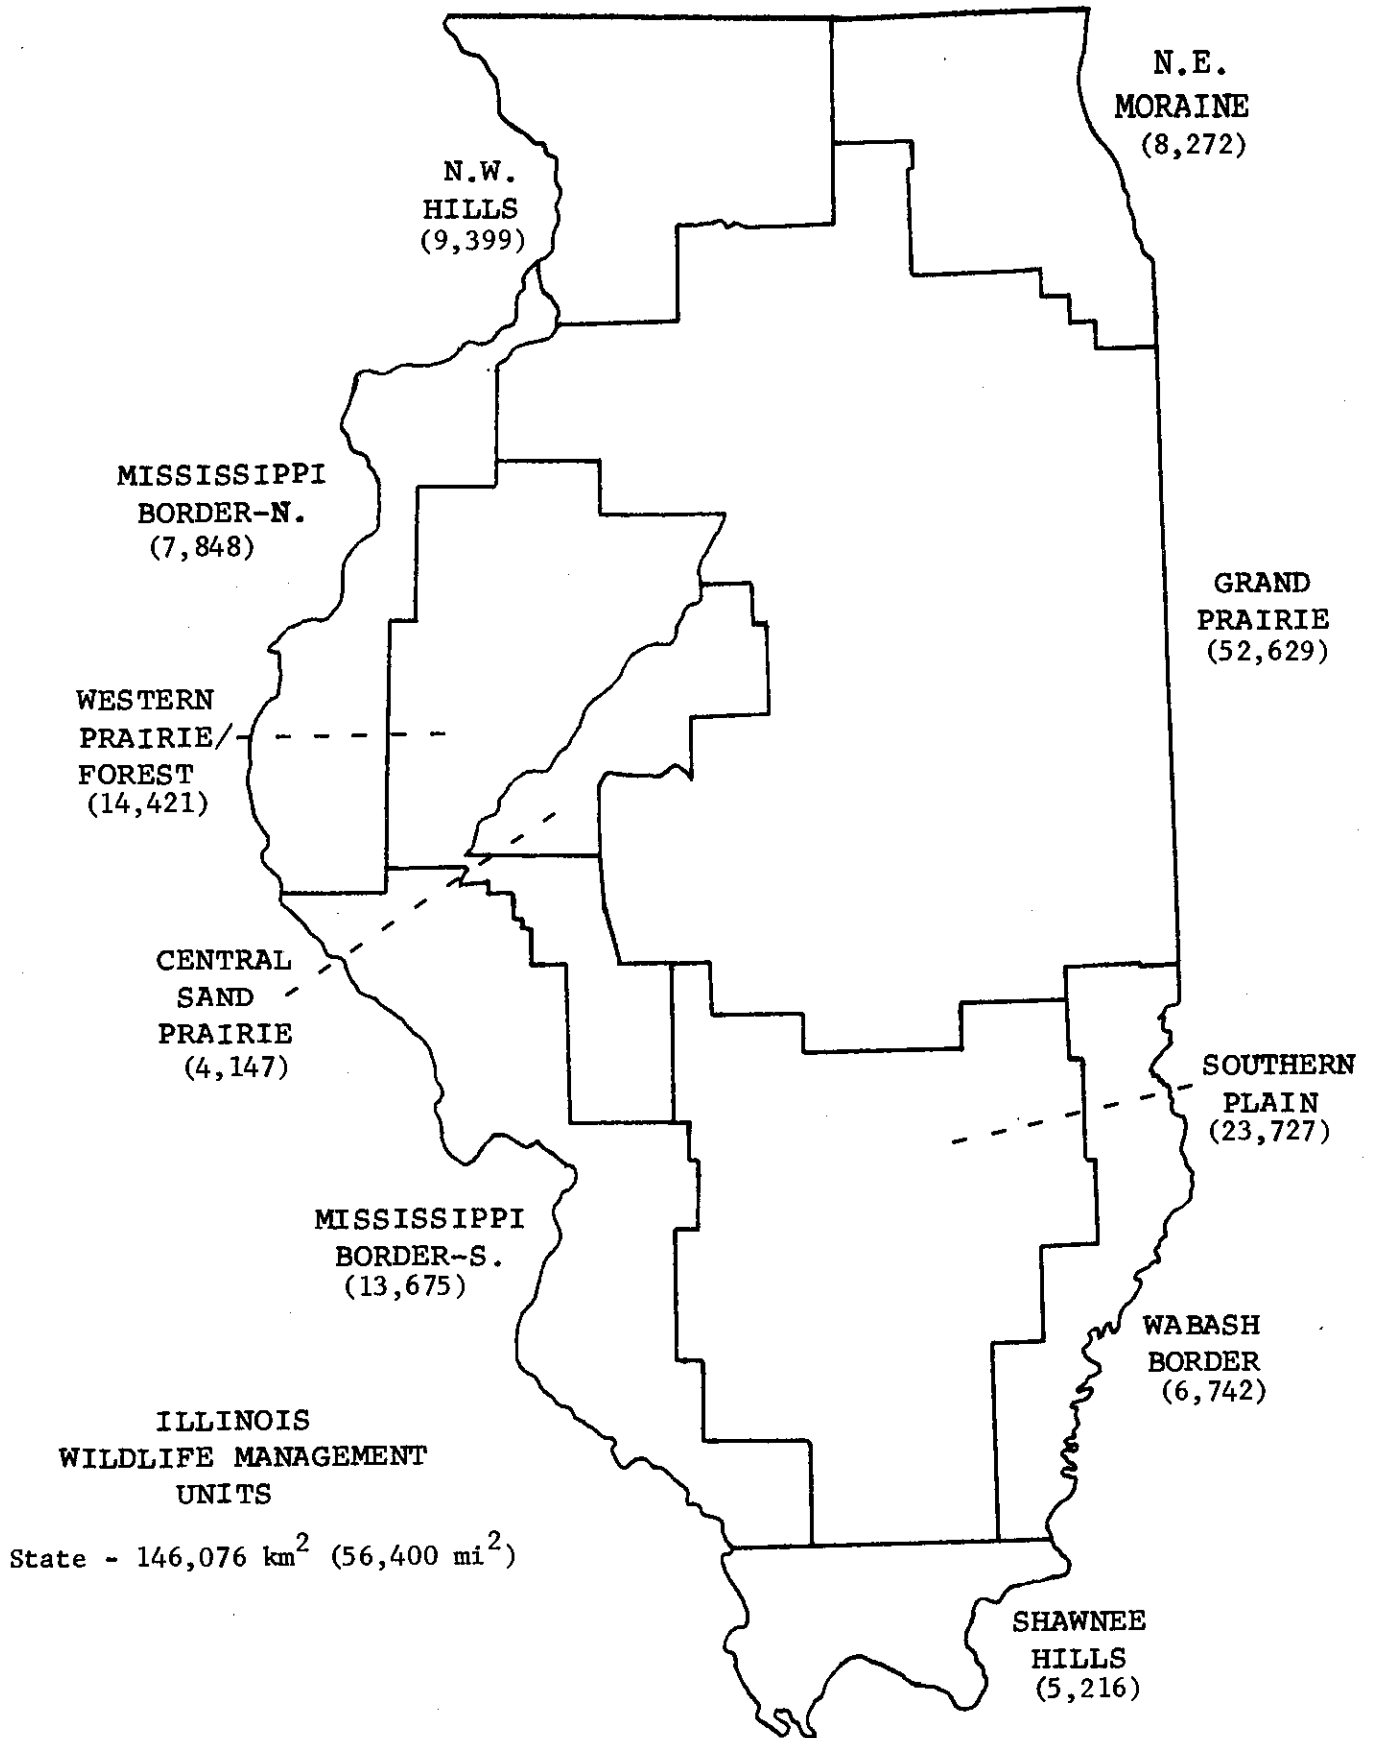 N.E.
MORAINE
(8,272)
N.W.
HILLS
(9,399)
MISSISSIPPI
BORDER-N.
(7,848)
GRAND
PRAIRIE
(52,629)
WESTERN
PRAIRIE/
FOREST
(14,421)
CENTRAL
SAND
PRAIRIE
(4,147)
SOUTHERN
PLAIN
(23,727)
MISSISSIPPI
BORDER-S.
(13,675)
WABASH
BORDER
(6,742)
ILLINOIS
WILDLIFE MANAGEMENT
UNITS
State - 146,076 km² (56,400 mi²)
SHAWNEE
HILLS
(5,216)